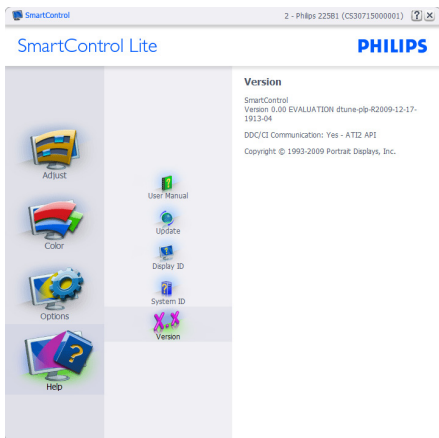 SmartControl
2 - Philips 225B1 (CS30715000001)
SmartControl Lite
PHILIPS
Adjust
Color
Options
Help
User Manual
Update
Display ID
System ID
X.X
Version
Version
SmartControl
Version 0.00 EVALUATION dtune-plp-R2009-12-17-
1913-04
DDC/CI Communication: Yes - ATI2 API
Copyright © 1993-2009 Portrait Displays, Inc.